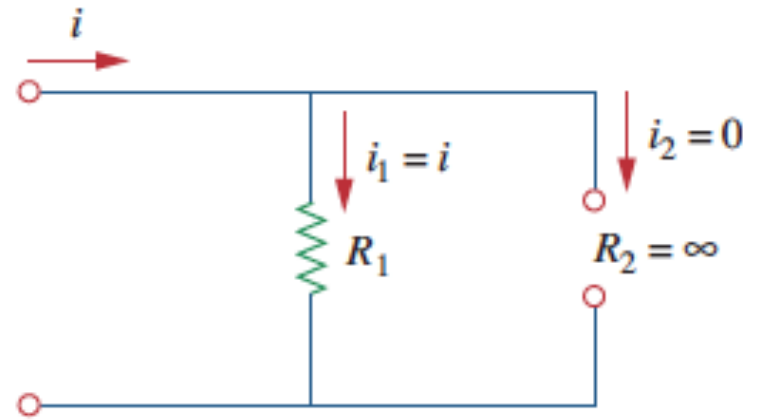 i
i₁ = i
i₂ = 0
R₁
R₂ = ∞